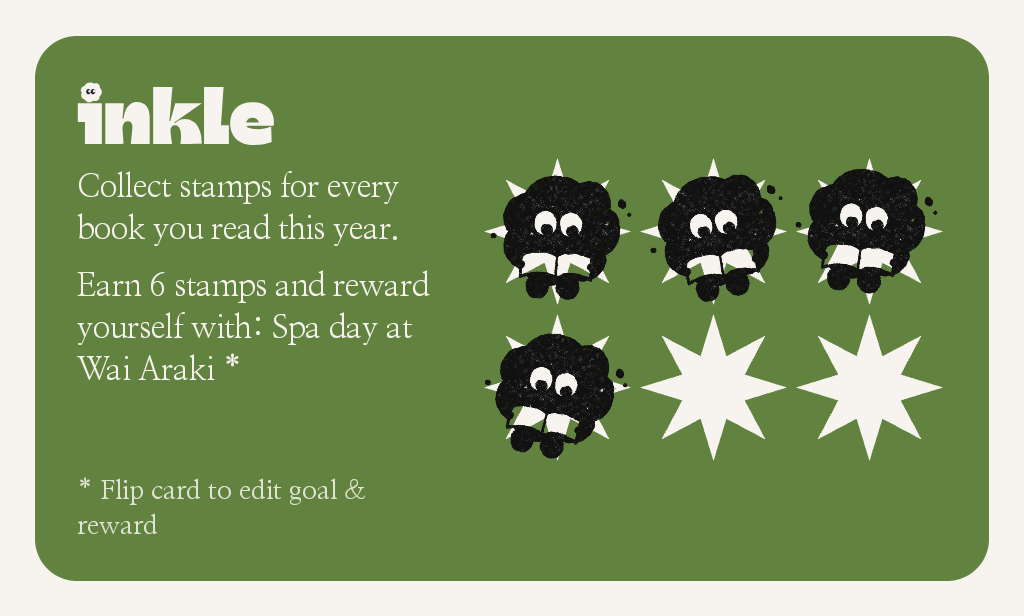 inkle
Collect stamps for every
book you read this year.
Earn 6 stamps and reward
yourself with: Spa day at
Wai Araki *
* Flip card to edit goal &
reward